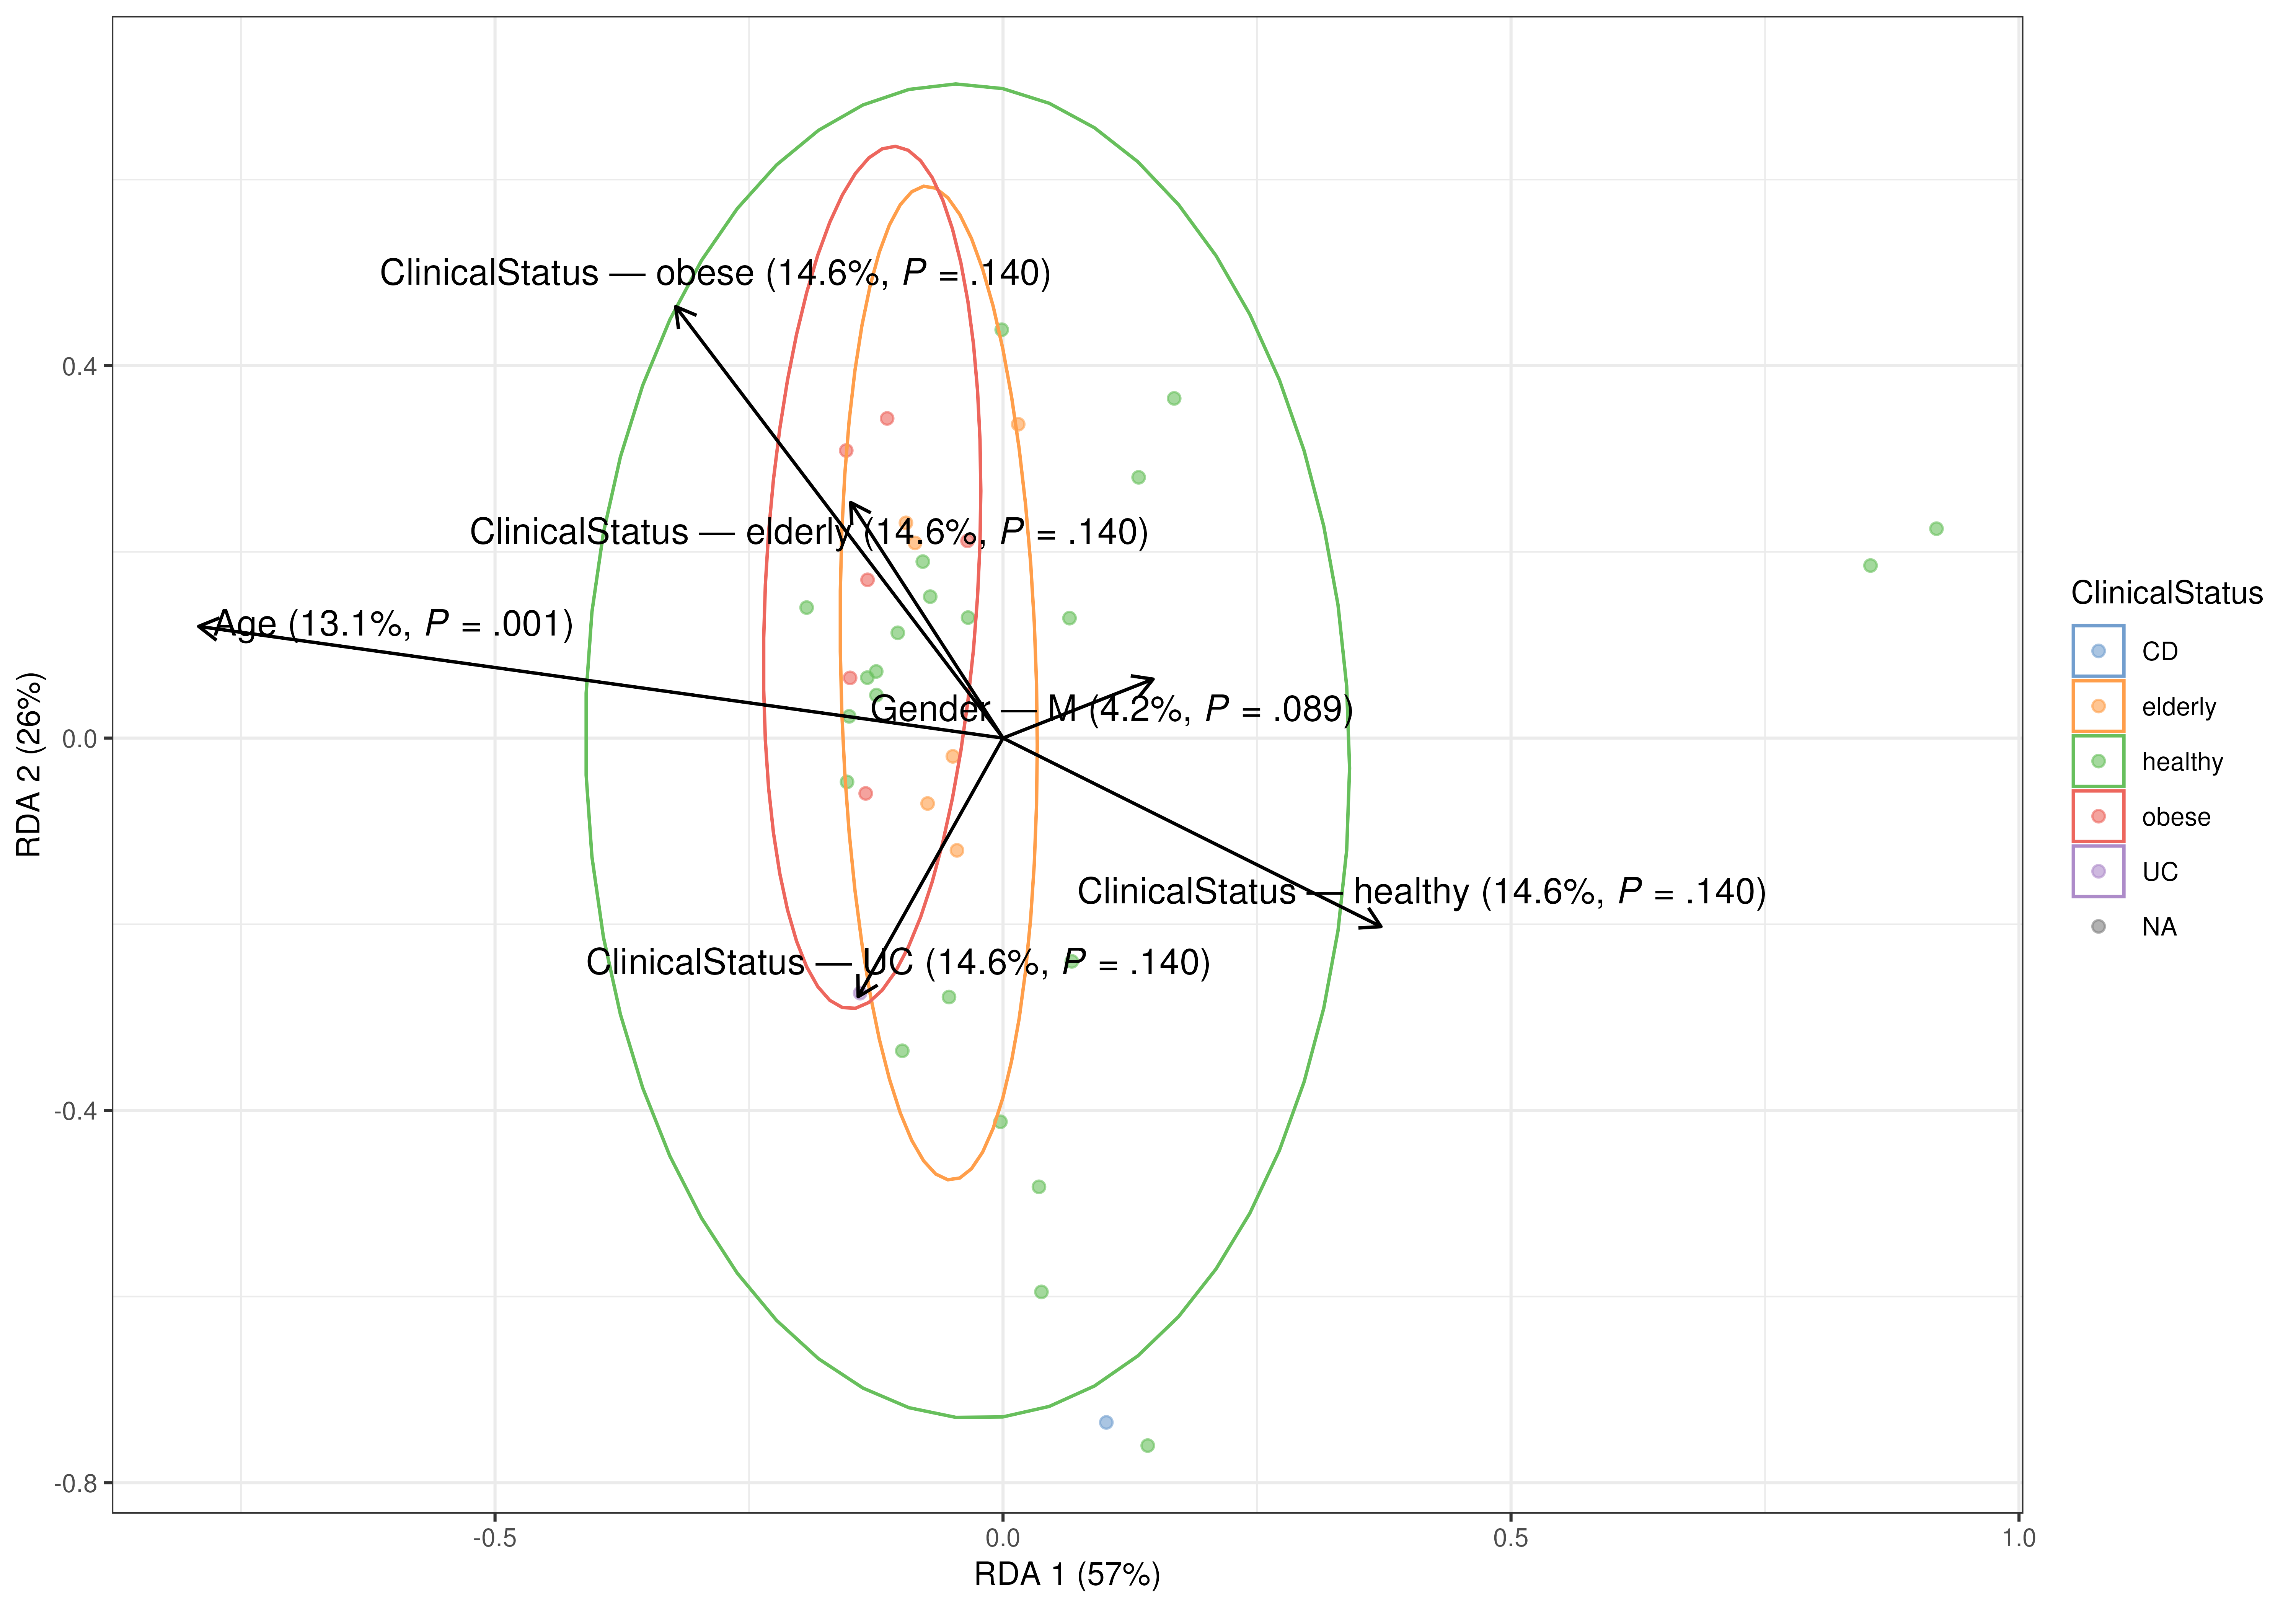 ClinicalStatus — obese (14.6%, P = .140)
ClinicalStatus — elderly (14.6%, P = .140)
Age (13.1%, P = .001)
Gender — M (4.2%, P = .089)
ClinicalStatus — healthy (14.6%, P = .140)
ClinicalStatus — UC (14.6%, P = .140)
0.4
0.0
-0.4
-0.8
RDA 2 (26%)
-0.5
0.0
0.5
1.0
RDA 1 (57%)
ClinicalStatus
CD
elderly
healthy
obese
UC
NA